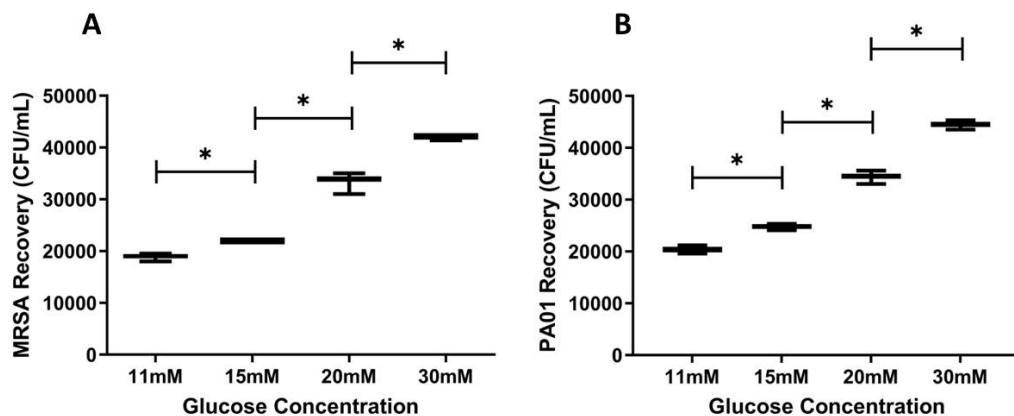 A
MRSA Recovery (CFU/mL)
50000
40000
30000
20000
10000
0
* * *
11mM 15mM 20mM 30mM
Glucose Concentration
B
PA01 Recovery (CFU/mL)
50000
40000
30000
20000
10000
0
* * *
11mM 15mM 20mM 30mM
Glucose Concentration